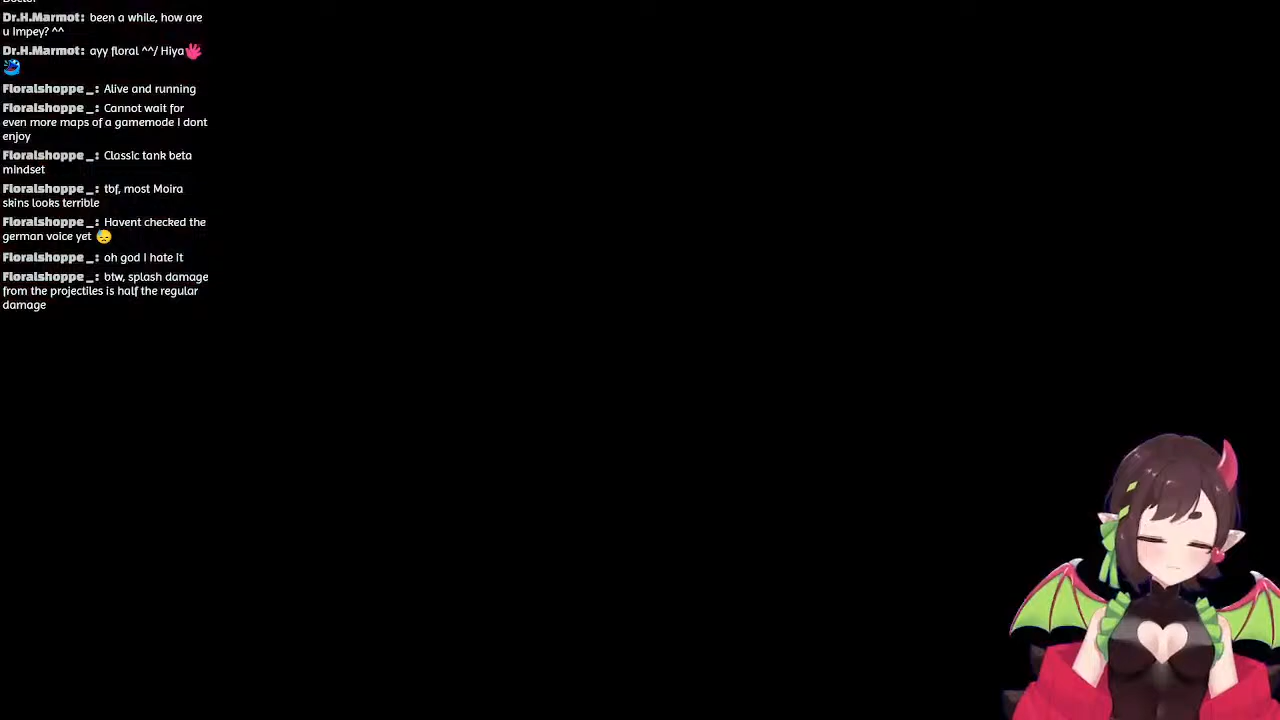 Doctor
Dr.H.Marmot: been a while, how are
u Impey? ^^
Dr.H.Marmot: ayy floral ^^/ Hiya
Floralshoppe_: Alive and running
Floralshoppe_: Cannot wait for
even more maps of a gamemode I dont
enjoy
Floralshoppe_: Classic tank beta
mindset
Floralshoppe_: tbf, most Moira
skins looks terrible
Floralshoppe_: Havent checked the
german voice yet
Floralshoppe_: oh god I hate it
Floralshoppe_: btw, splash damage
from the projectiles is half the regular
damage